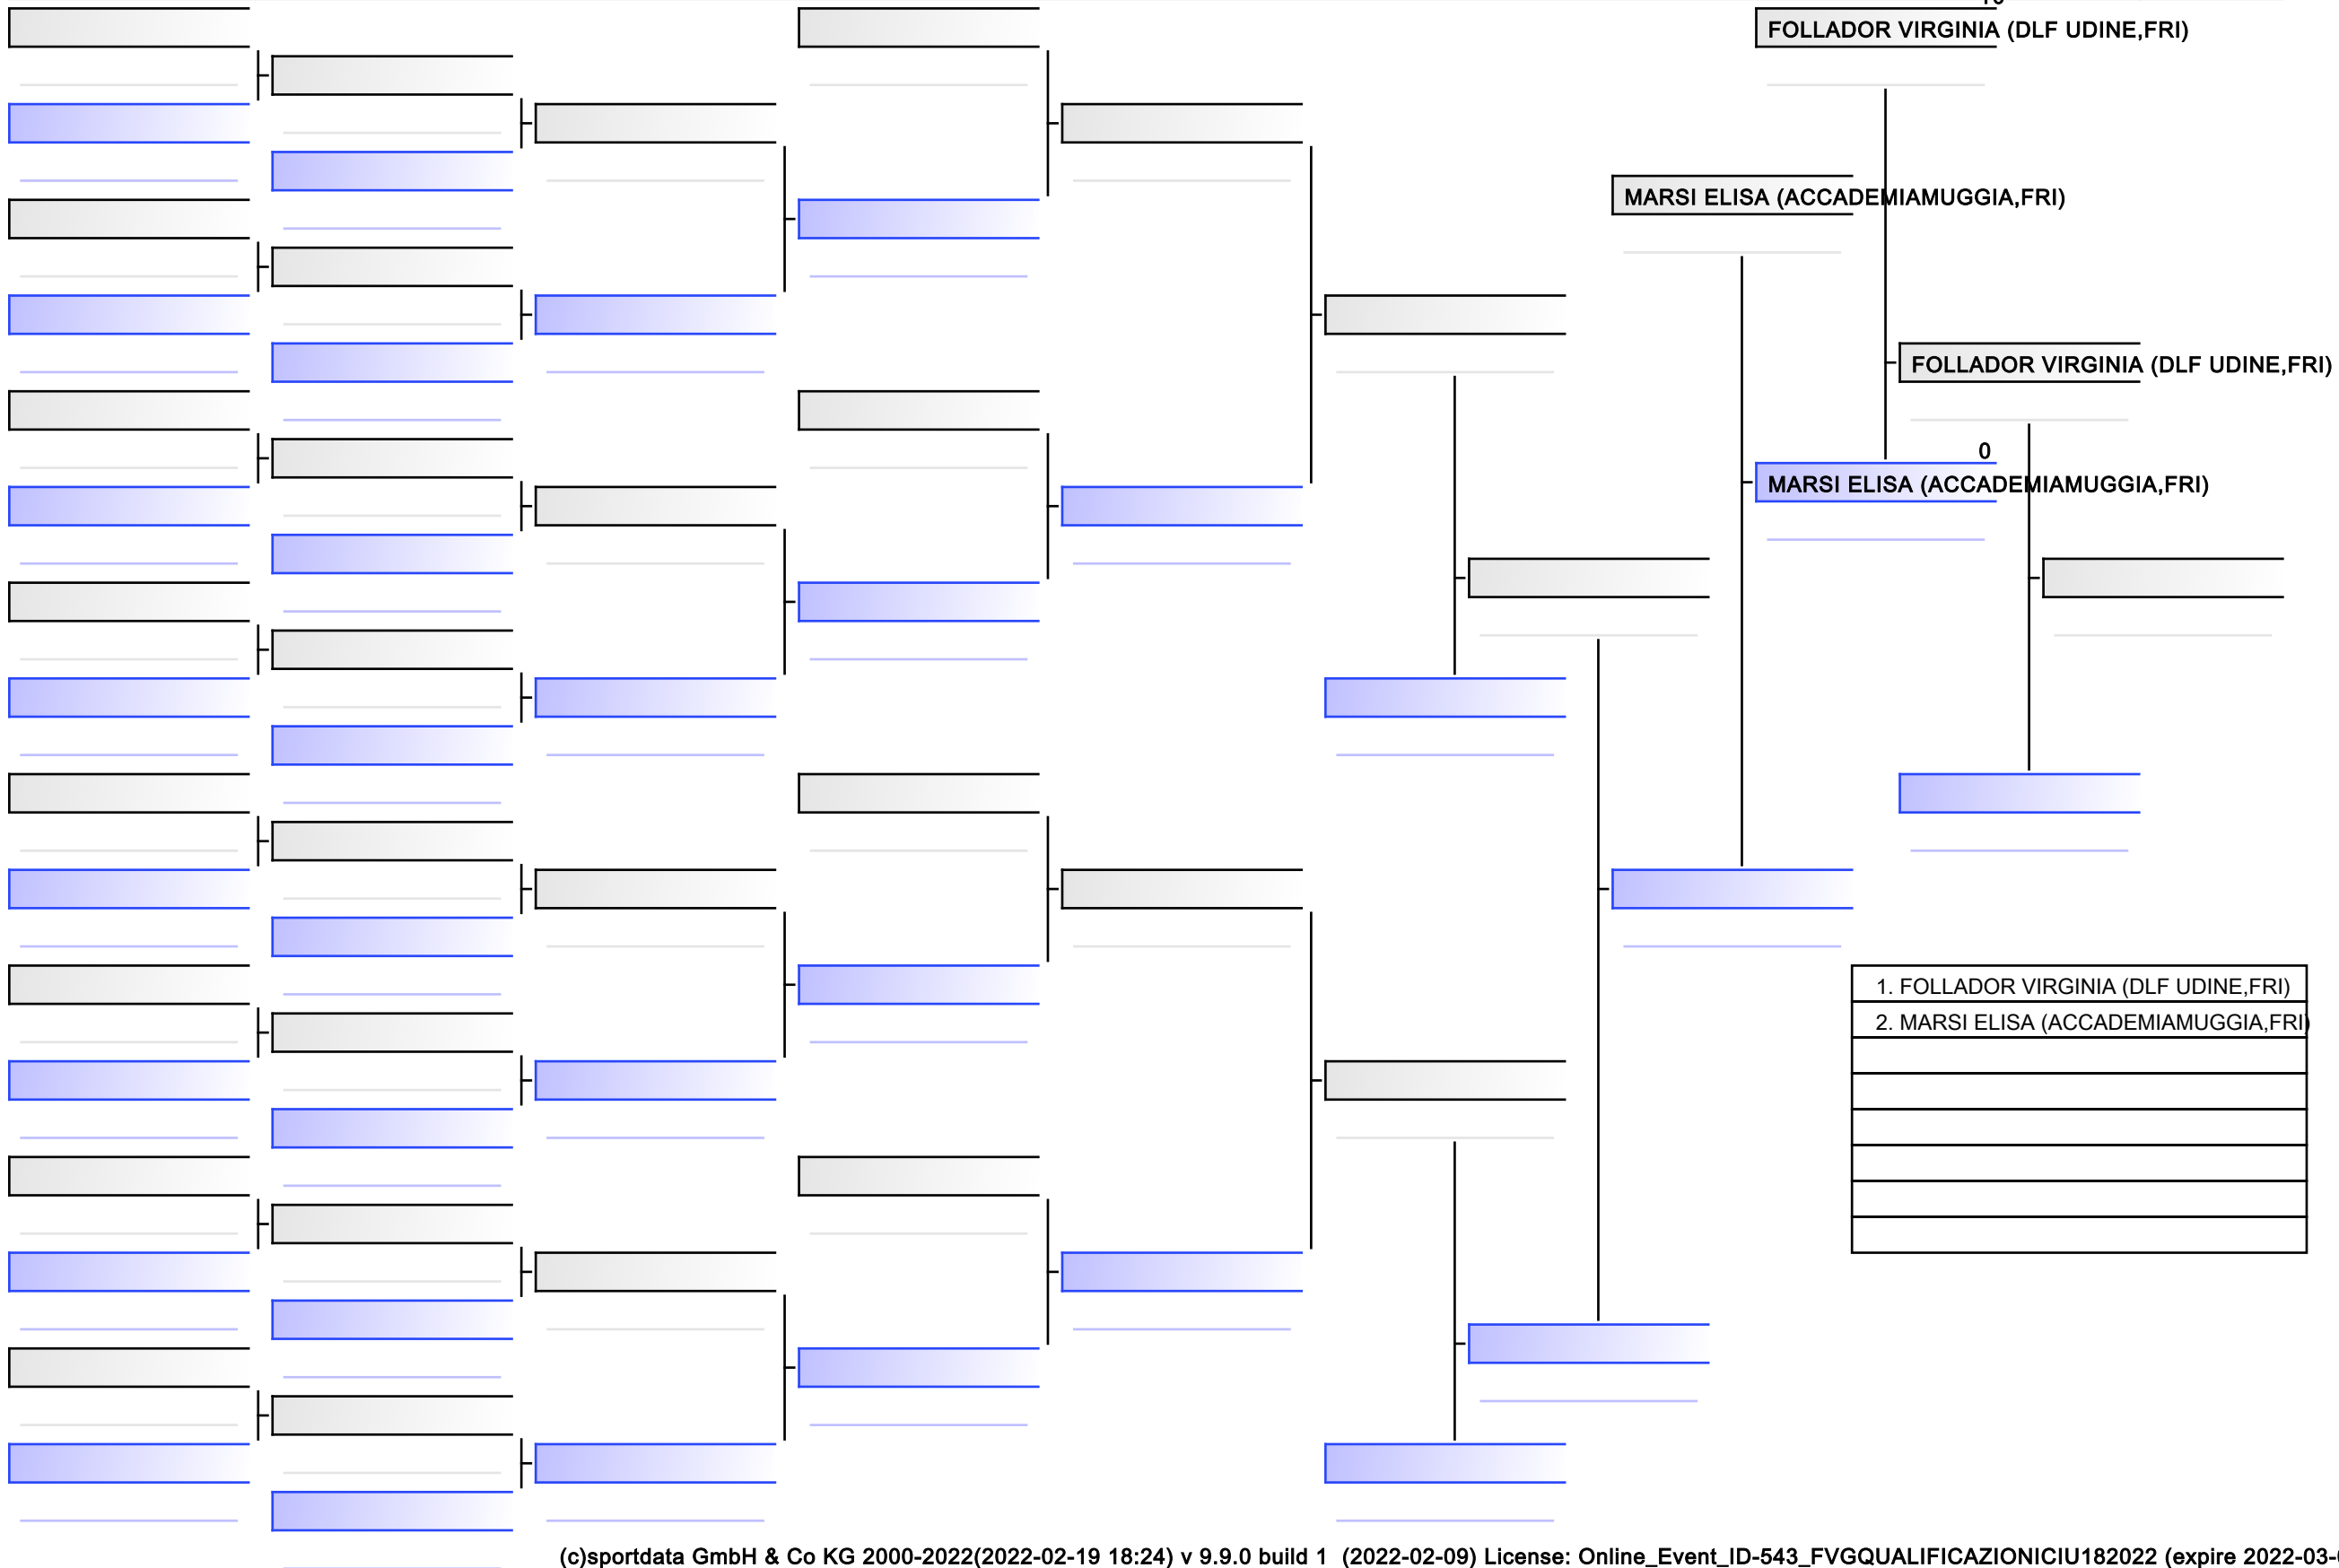 FOLLADOR VIRGINIA (DLF UDINE,FRI)
MARSI ELISA (ACCADEMIAMUGGIA,FRI)
FOLLADOR VIRGINIA (DLF UDINE,FRI)
0
MARSI ELISA (ACCADEMIAMUGGIA,FRI)
1. FOLLADOR VIRGINIA (DLF UDINE,FRI)
2. MARSI ELISA (ACCADEMIAMUGGIA,FRI)
(c)sportdata GmbH & Co KG 2000-2022(2022-02-19 18:24) v 9.9.0 build 1 (2022-02-09) License: Online_Event_ID-543_FVGQUALIFICAZIONICIU182022 (expire 2022-03-